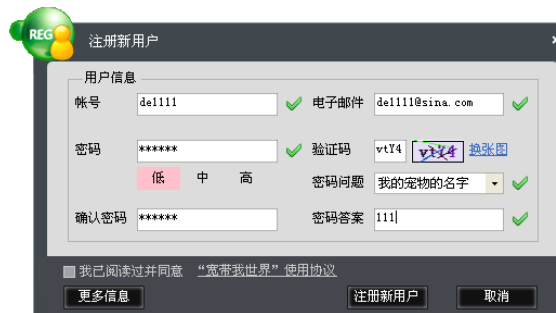 REG
注册新用户
用户信息
帐号 de1111 电子邮件 de1111@sina.com
密码 ****** 验证码 vtY4 vtY4 换张图
低 中 高 密码问题 我的宠物的名字
确认密码 ****** 密码答案 111
我已阅读过并同意 “宽带我世界”使用协议
更多信息 注册新用户 取消